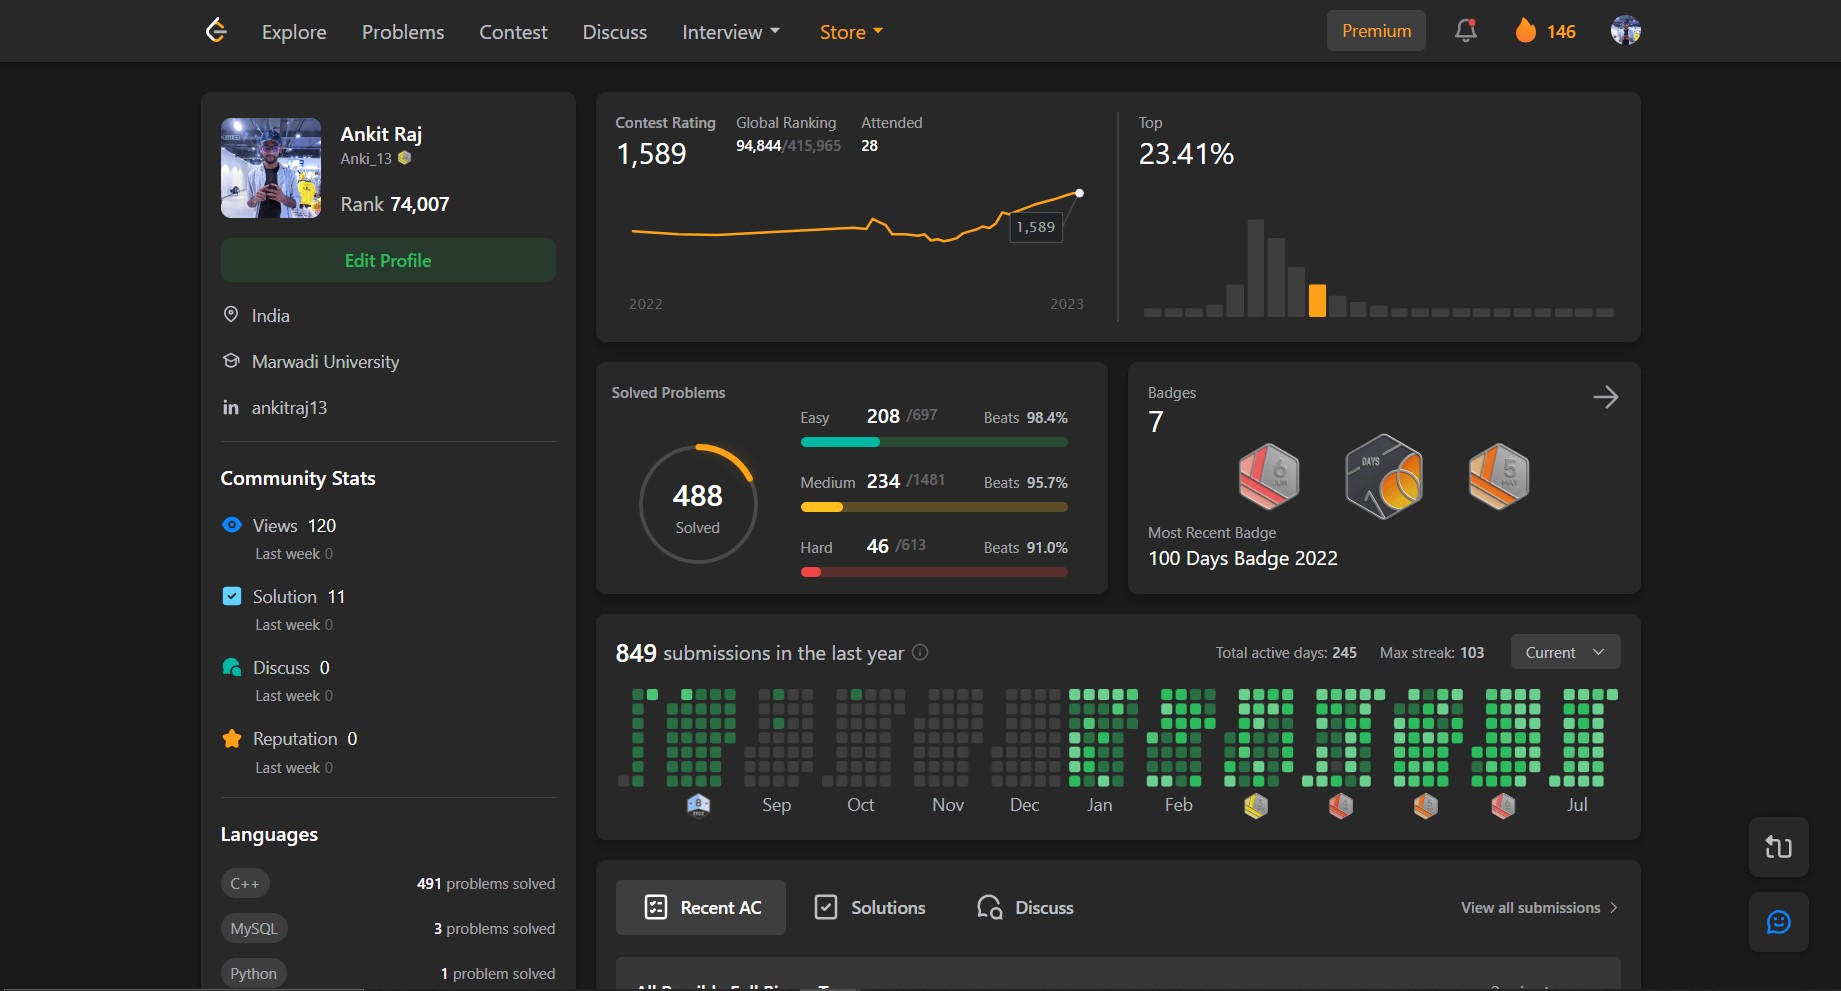 Explore Problems Contest Discuss Interview Store Premium 146
Ankit Raj
Anki_13
Rank 74,007
Edit Profile
India
Marwadi University
in ankitraj13
Community Stats
Views 120
Last week 0
Solution 11
Last week 0
Discuss 0
Last week 0
Reputation 0
Last week 0
Languages
C++ 491 problems solved
MySQL 3 problems solved
Python 1 problem solved
Contest Rating Global Ranking Attended
1,589 94,844/415,965 28
1,589
2022 2023
Top
23.41%
Solved Problems
488
Solved
Easy 208 /697 Beats 98.4%
Medium 234 /1481 Beats 95.7%
Hard 46 /613 Beats 91.0%
Badges
7
6 JUN DAYS 5 MAY
Most Recent Badge
100 Days Badge 2022
849 submissions in the last year Total active days: 245 Max streak: 103 Current
Sep Oct Nov Dec Jan Feb Jul
Recent AC Solutions Discuss View all submissions